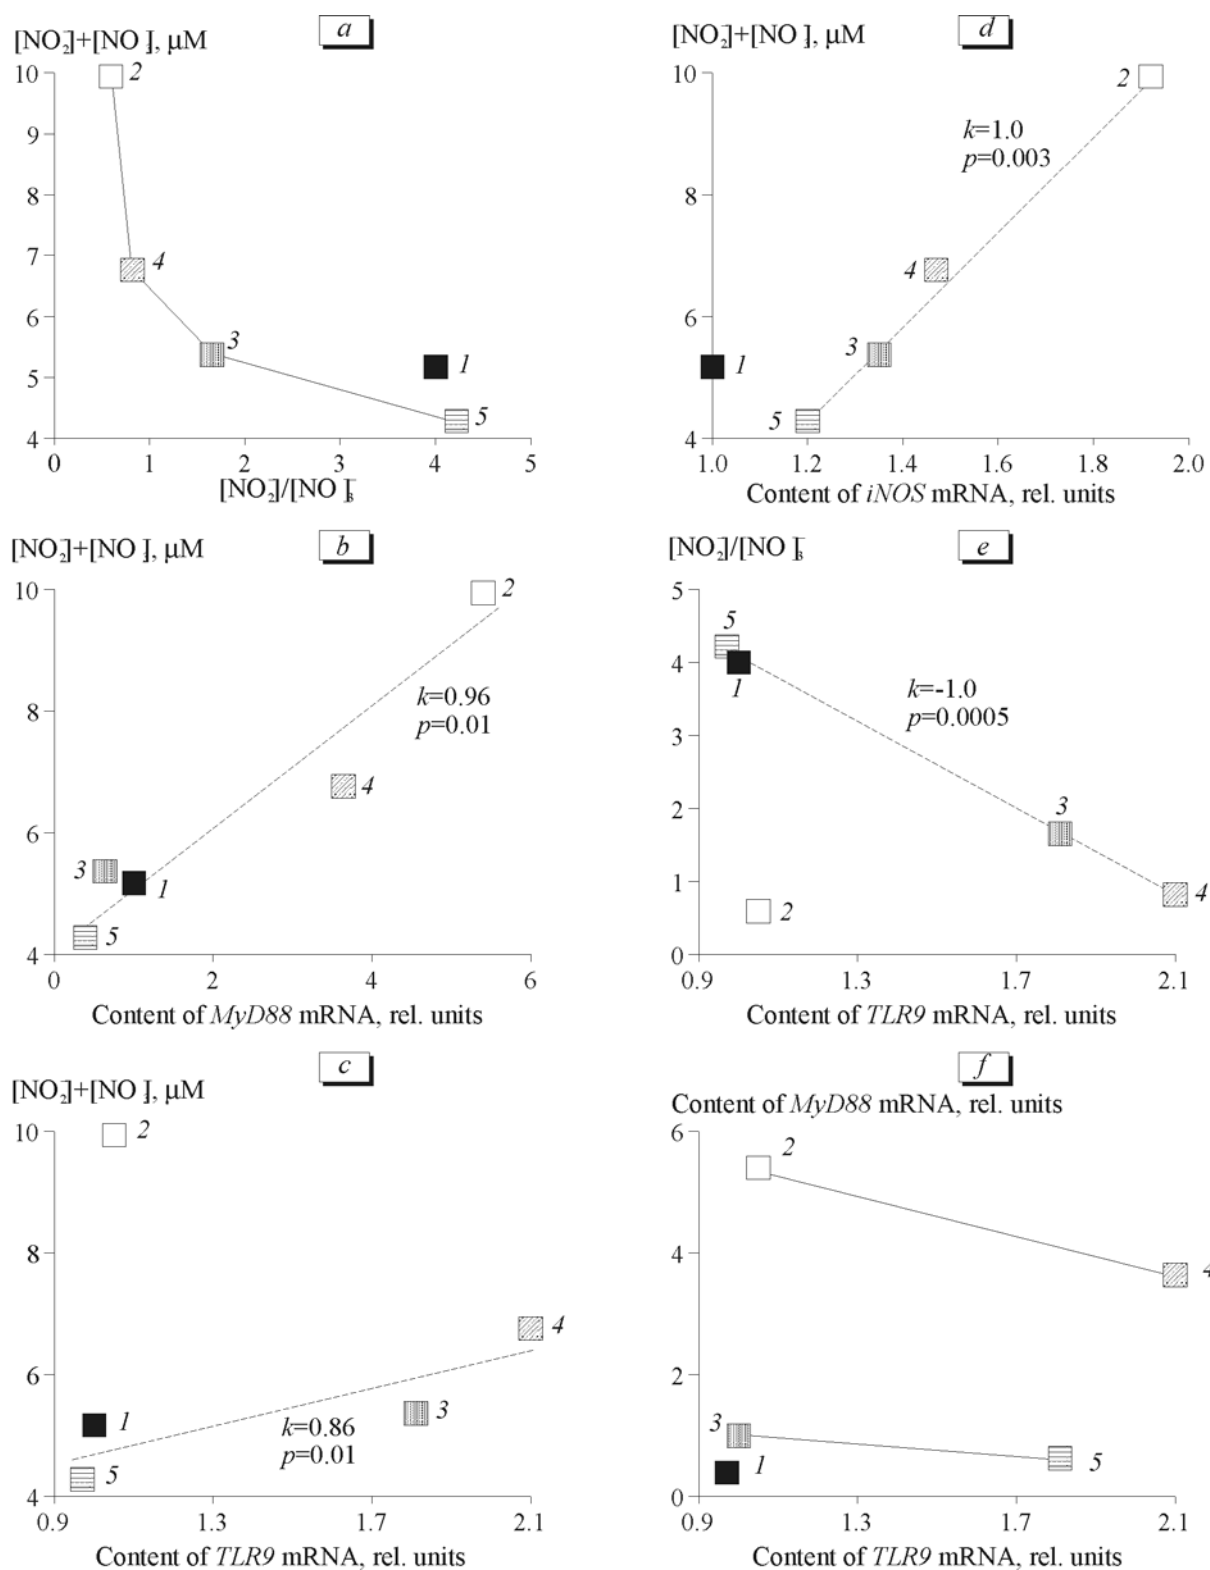 a
[NO₂⁻]+[NO⁻], μM
10
9
8
7
6
5
4
2
4
3
1
5
0 1 2 3 4 5
[NO₂⁻]/[NO⁻]₃
d
[NO₂⁻]+[NO⁻], μM
10
8
6
4
2
k=1.0
p=0.003
4
3
1
5
1.0 1.2 1.4 1.6 1.8 2.0
Content of iNOS mRNA, rel. units
b
[NO₂⁻]+[NO⁻], μM
10
8
6
4
2
k=0.96
p=0.01
4
3
1
5
0 2 4 6
Content of MyD88 mRNA, rel. units
e
[NO₂⁻]/[NO⁻]₃
5
4
3
2
1
0
5
1
k=-1.0
p=0.0005
3
4
2
0.9 1.3 1.7 2.1
Content of TLR9 mRNA, rel. units
c
[NO₂⁻]+[NO⁻], μM
10
8
6
4
2
4
1
3
k=0.86
p=0.01
5
0.9 1.3 1.7 2.1
Content of TLR9 mRNA, rel. units
f
Content of MyD88 mRNA, rel. units
6
4
2
0
2
4
3
1
5
0.9 1.3 1.7 2.1
Content of TLR9 mRNA, rel. units